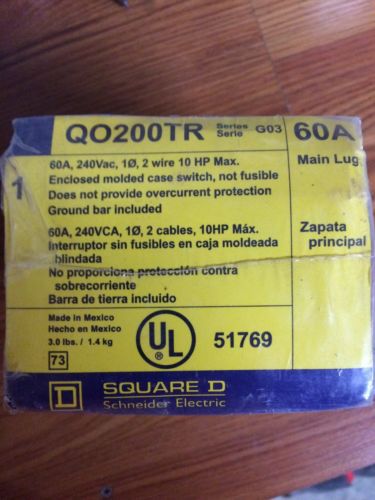 QO200TR Series Serie G03 60A
1
60A, 240Vac, 1Ø, 2 wire 10 HP Max.
Enclosed molded case switch, not fusible
Does not provide overcurrent protection
Ground bar included
Main Lug
60A, 240VCA, 1Ø, 2 cables, 10HP Máx.
Interruptor sin fusibles en caja moldeada
blindada
No proporciona protección contra
sobrecorriente
Barra de tierra incluido
Zapata
principal
Made in Mexico
Hecho en Mexico
3.0 lbs. / 1.4 kg
73
UL ®
51769
D SQUARE D
Schneider Electric